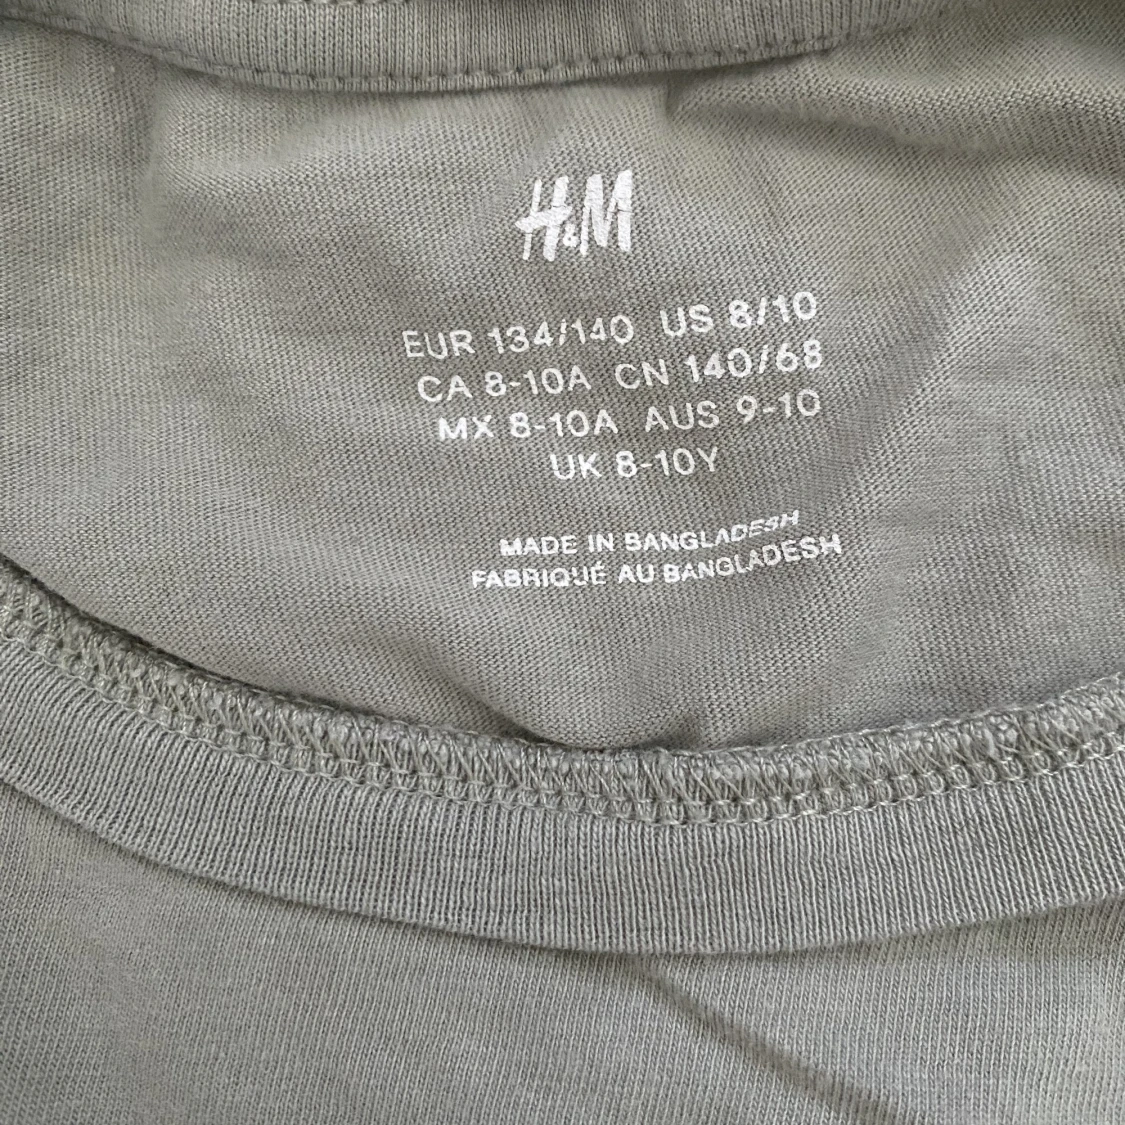 H&M
EUR 134/140 US 8/10
CA 8-10A CN 140/68
MX 8-10A AUS 9-10
UK 8-10Y
MADE IN BANGLADESH
FABRIQUÉ AU BANGLADESH